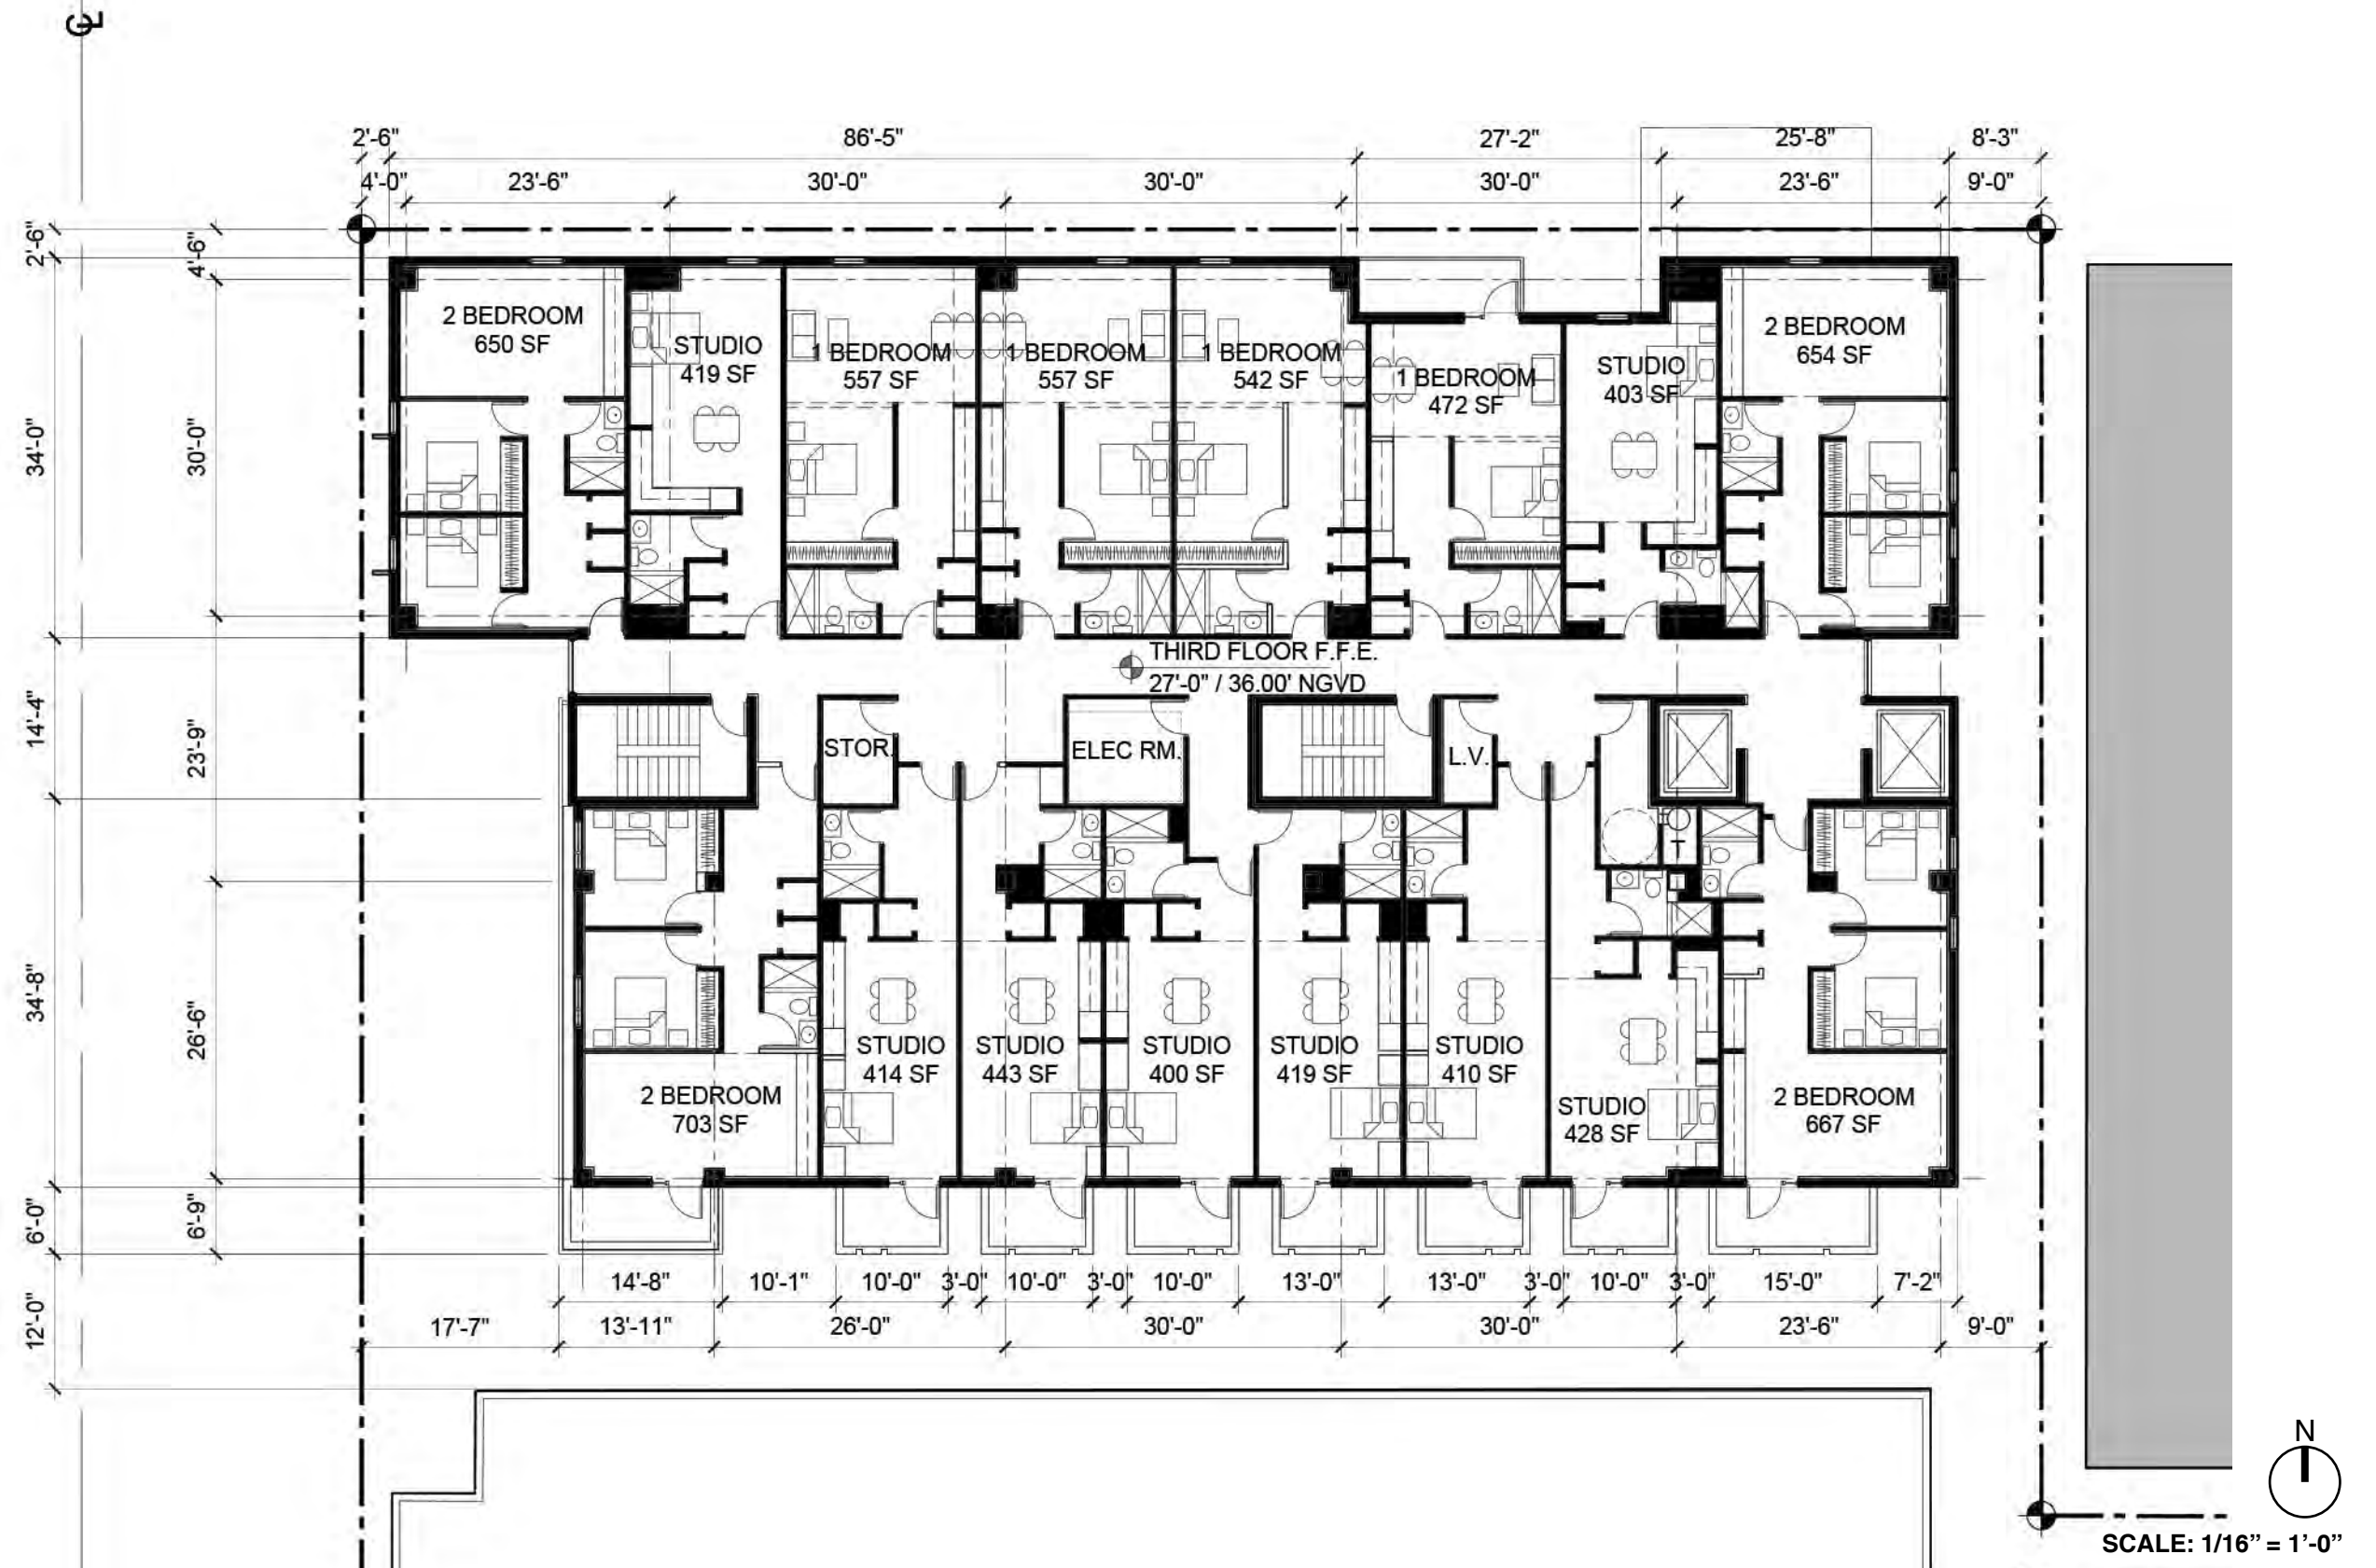 2'-6" 86'-5" 27'-2" 25'-8" 8'-3"
4'-0" 23'-6" 30'-0" 30'-0" 30'-0" 23'-6" 9'-0"
2'-6"
4'-6"
34'-0"
30'-0"
14'-4"
23'-9"
34'-8"
26'-6"
6'-0"
6'-9"
12'-0"
2 BEDROOM
650 SF
STUDIO
419 SF
1 BEDROOM
557 SF
1 BEDROOM
557 SF
1 BEDROOM
542 SF
1 BEDROOM
472 SF
STUDIO
403 SF
2 BEDROOM
654 SF
THIRD FLOOR F.F.E.
27'-0" / 36.00' NGVD
STOR.
ELEC RM.
L.V.
T
2 BEDROOM
703 SF
STUDIO
414 SF
STUDIO
443 SF
STUDIO
400 SF
STUDIO
419 SF
STUDIO
410 SF
STUDIO
428 SF
2 BEDROOM
667 SF
14'-8" 10'-1" 10'-0" 3'-0" 10'-0" 3'-0" 10'-0" 13'-0" 13'-0" 3'-0" 10'-0" 3'-0" 15'-0" 7'-2"
17'-7" 13'-11" 26'-0" 30'-0" 30'-0" 23'-6" 9'-0"
N
SCALE: 1/16” = 1’-0”